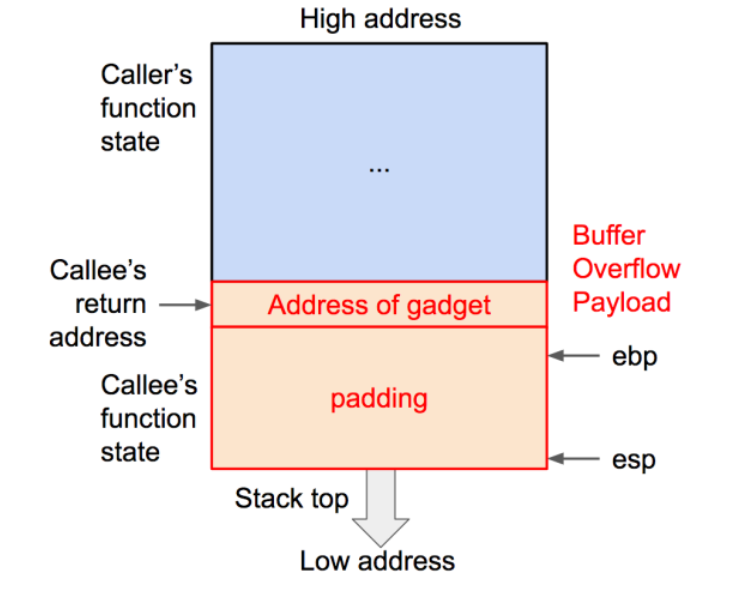 High address
Caller's
function
state
...
Buffer
Overflow
Payload
Callee's
return
address
Address of gadget
ebp
Callee's
function
state
padding
esp
Stack top
Low address